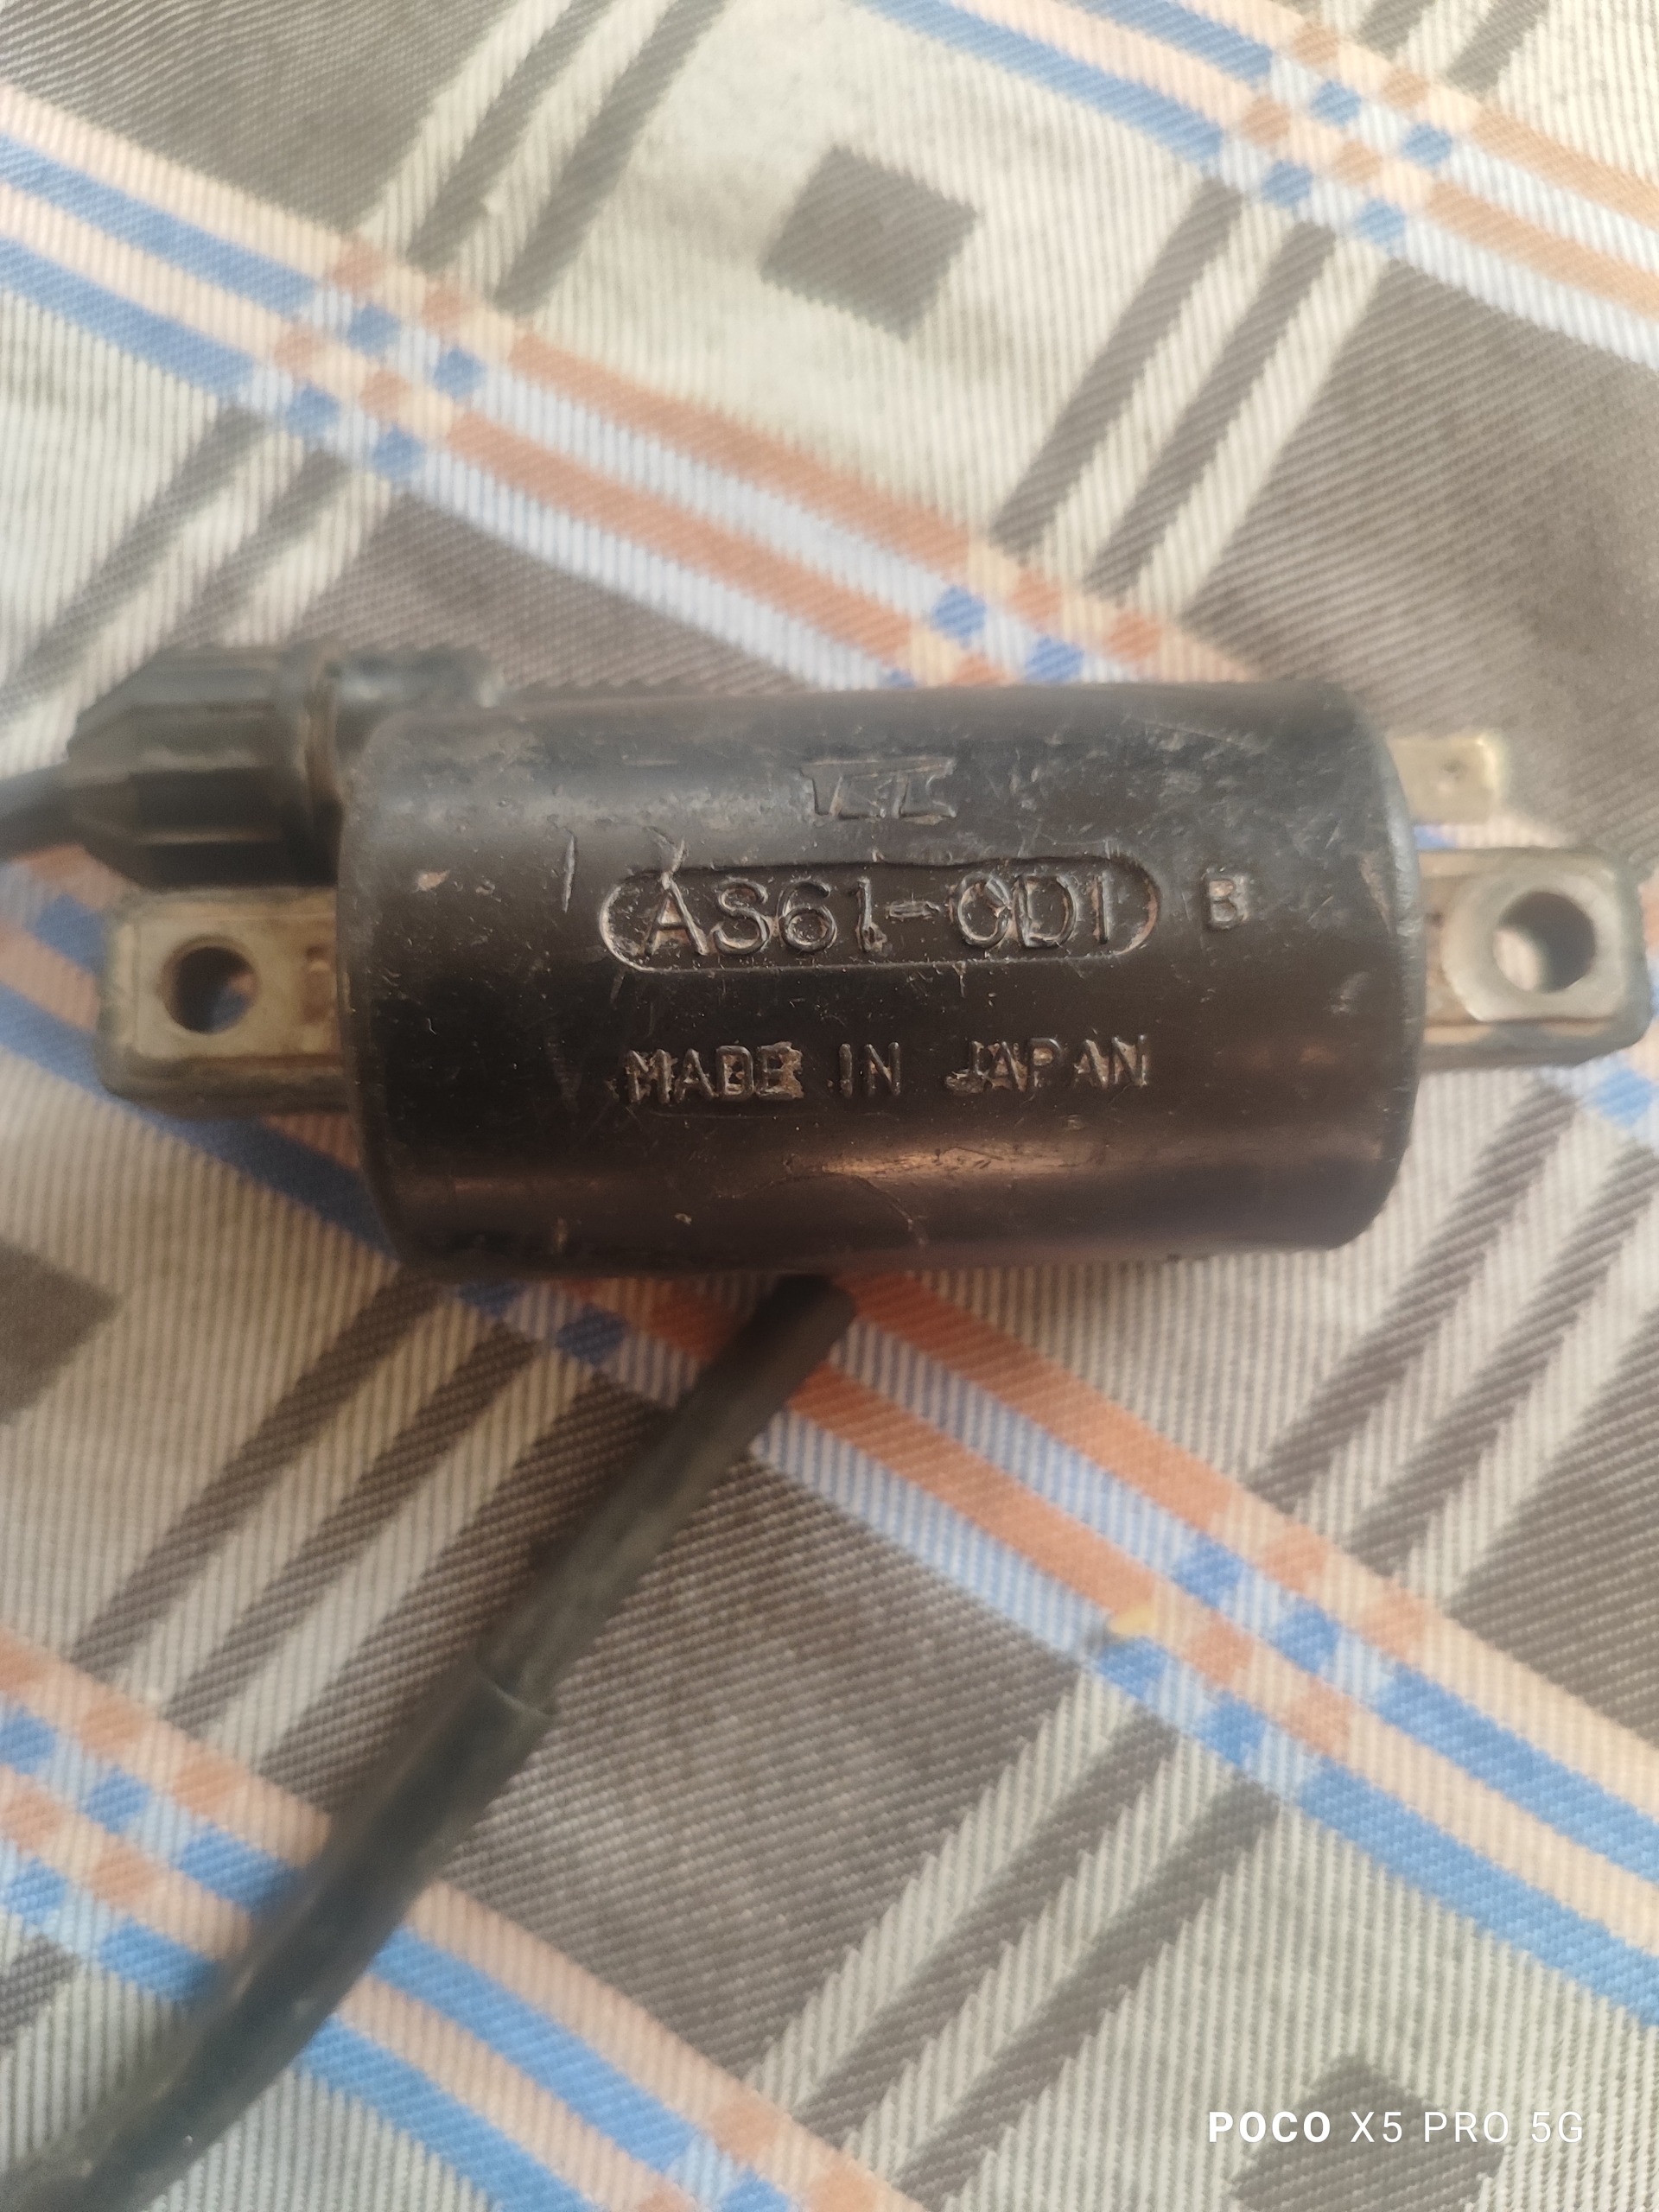 AS61-CDI B
MADE IN JAPAN
POCO X5 PRO 5G